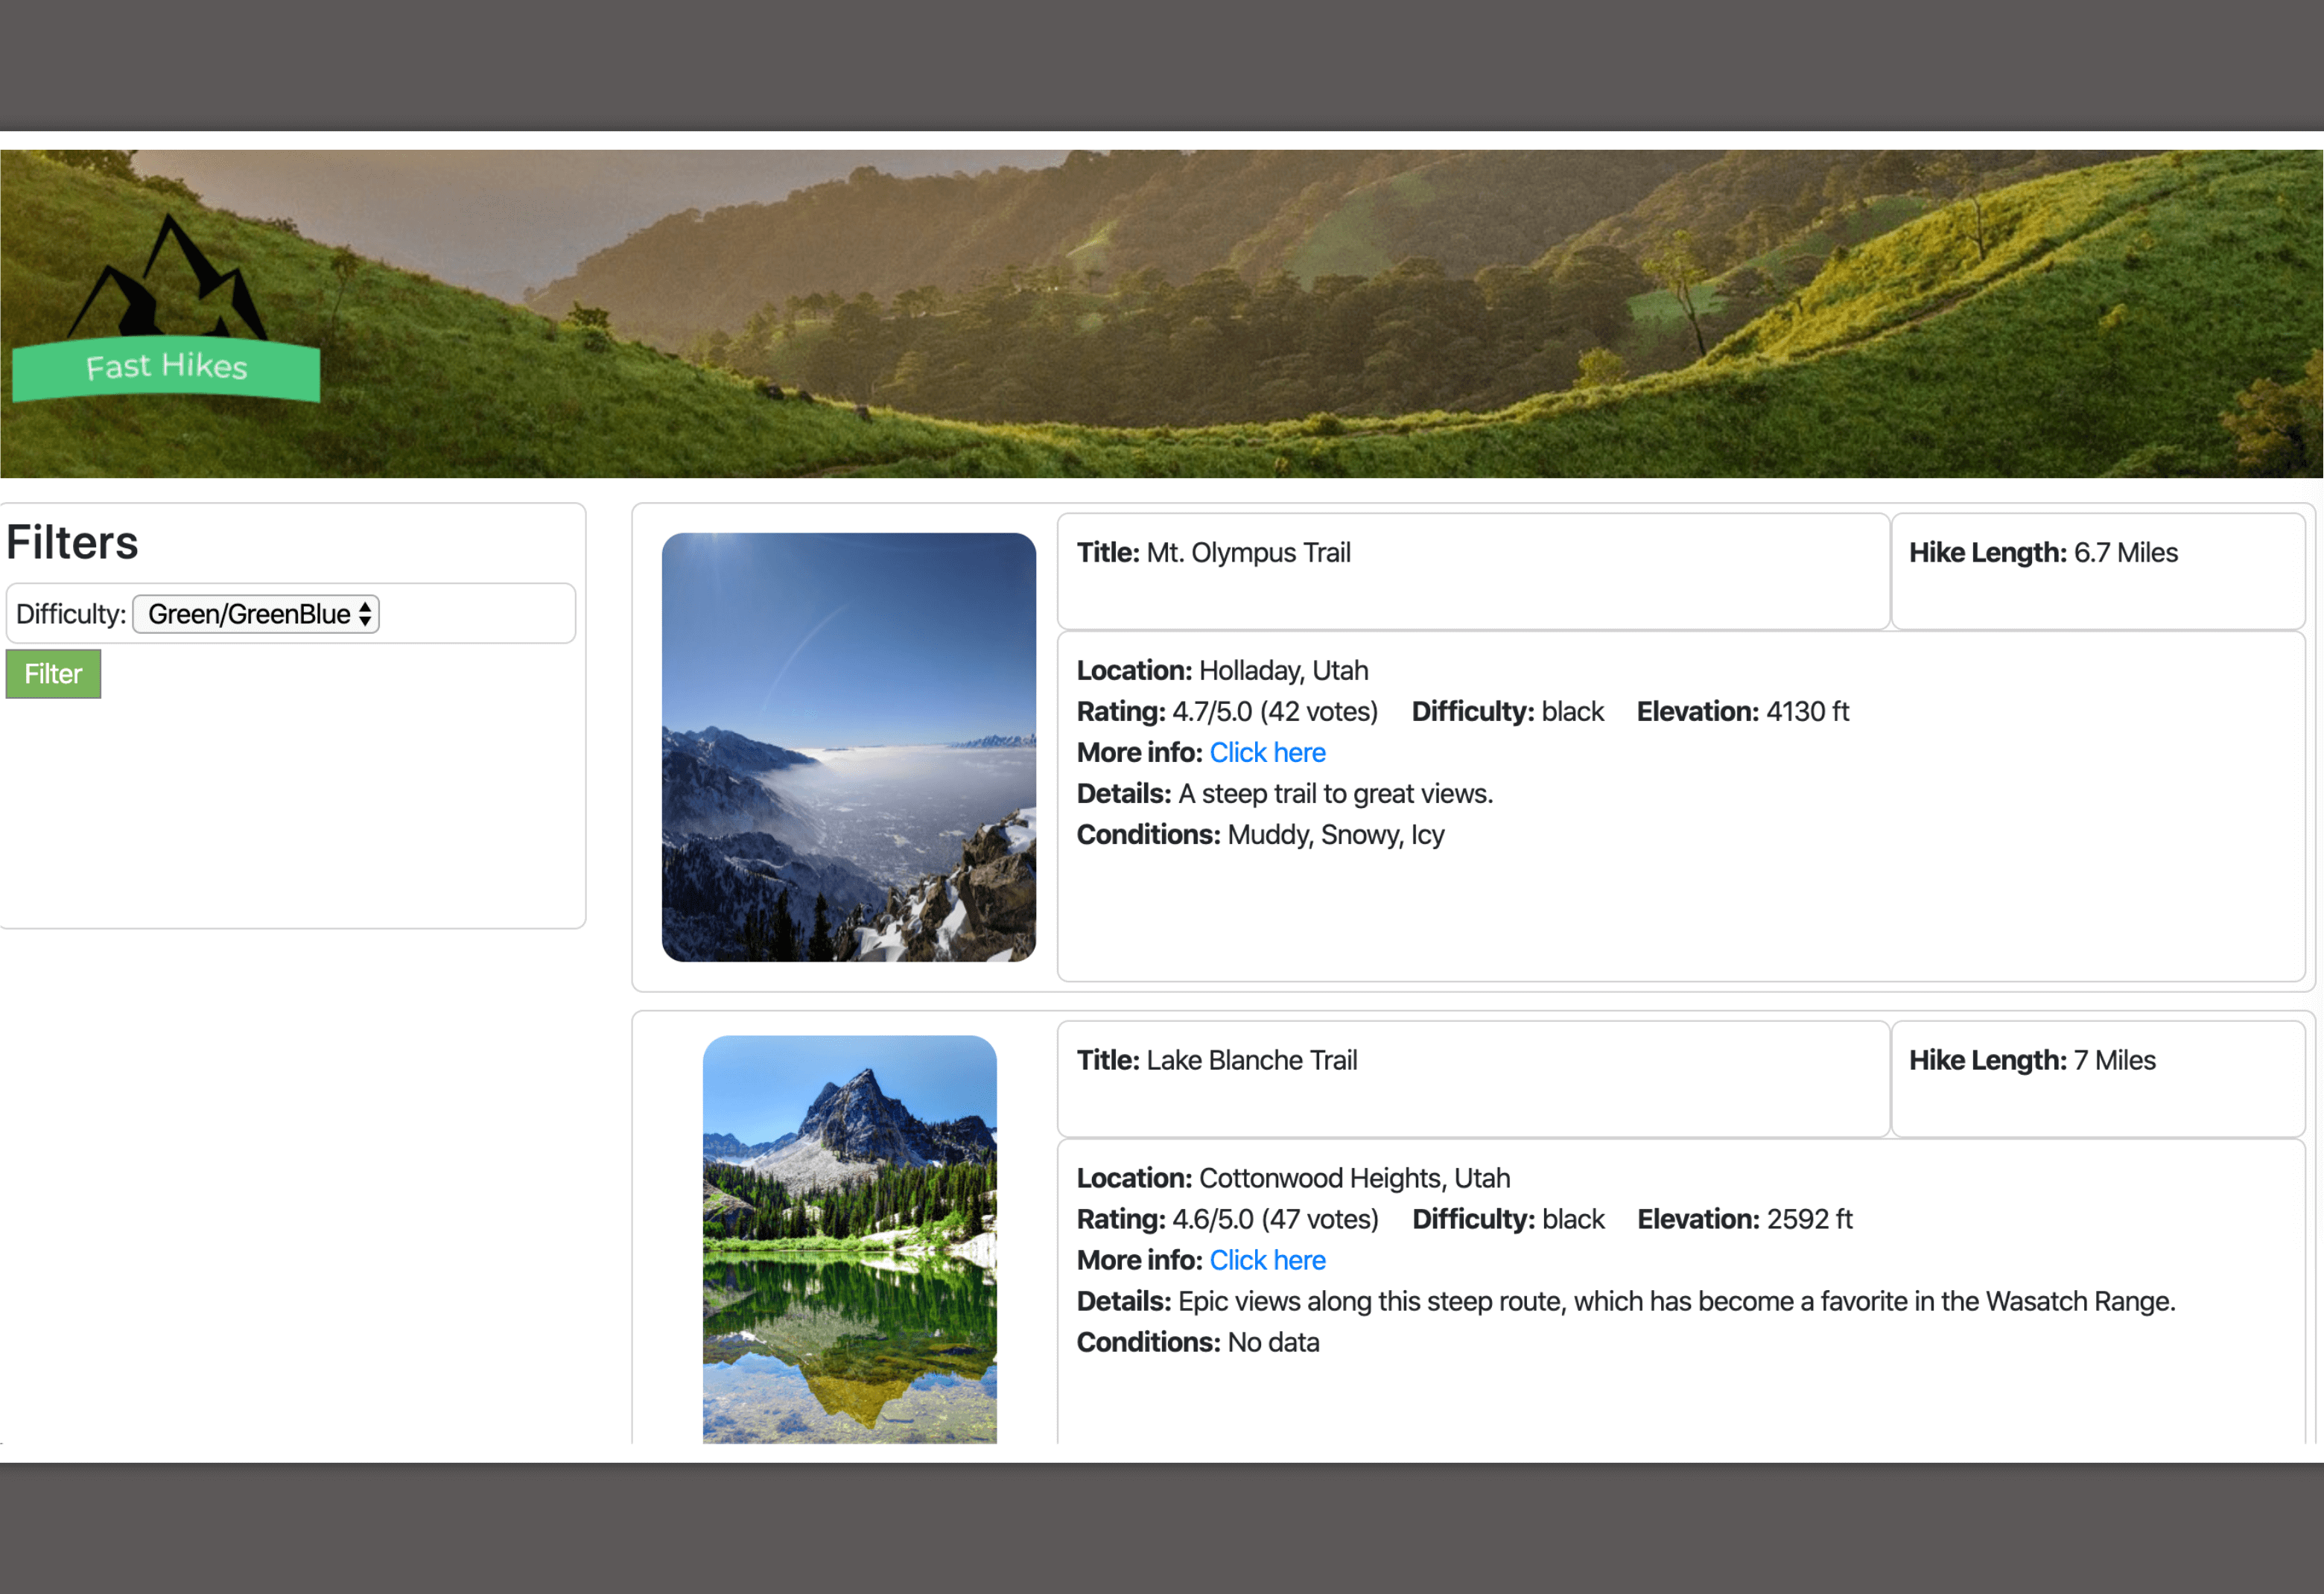 Fast Hikes
Filters
Difficulty: Green/GreenBlue
Filter
Title: Mt. Olympus Trail
Hike Length: 6.7 Miles
Location: Holladay, Utah
Rating: 4.7/5.0 (42 votes) Difficulty: black Elevation: 4130 ft
More info: Click here
Details: A steep trail to great views.
Conditions: Muddy, Snowy, Icy
Title: Lake Blanche Trail
Hike Length: 7 Miles
Location: Cottonwood Heights, Utah
Rating: 4.6/5.0 (47 votes) Difficulty: black Elevation: 2592 ft
More info: Click here
Details: Epic views along this steep route, which has become a favorite in the Wasatch Range.
Conditions: No data